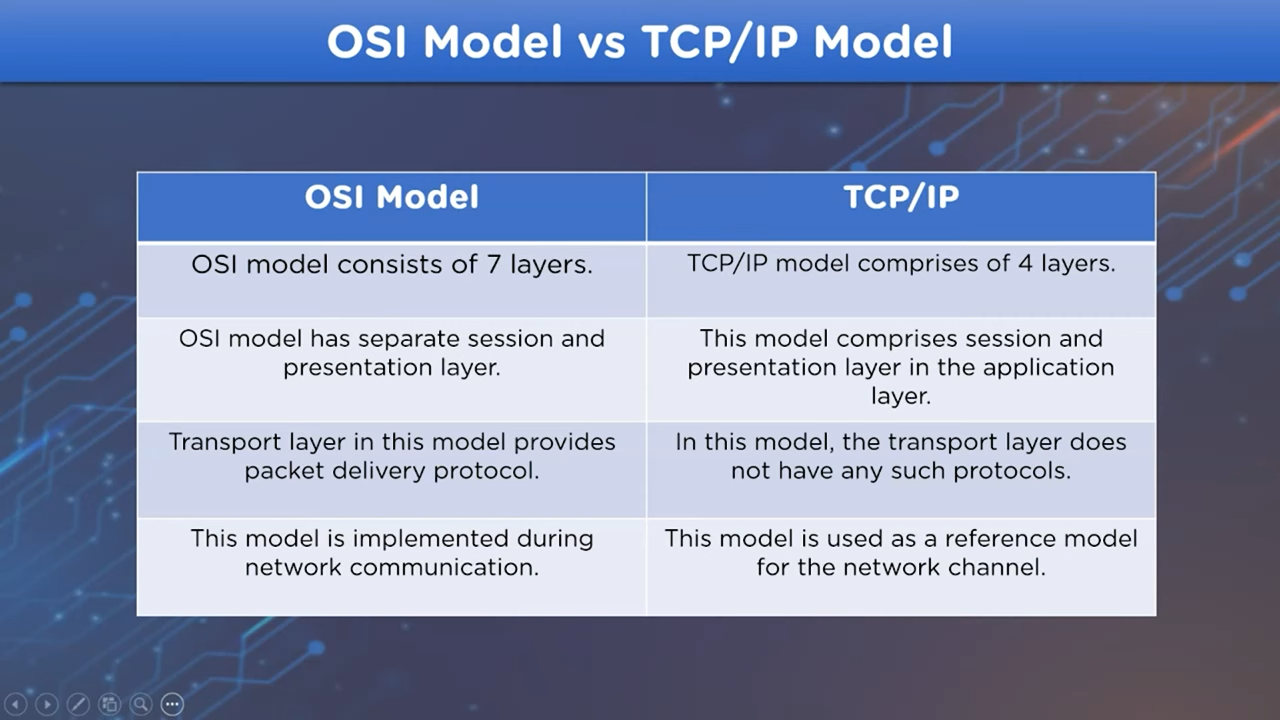 OSI Model vs TCP/IP Model
OSI Model
TCP/IP
OSI model consists of 7 layers.
TCP/IP model comprises of 4 layers.
OSI model has separate session and
presentation layer.
This model comprises session and
presentation layer in the application
layer.
Transport layer in this model provides
packet delivery protocol.
In this model, the transport layer does
not have any such protocols.
This model is implemented during
network communication.
This model is used as a reference model
for the network channel.